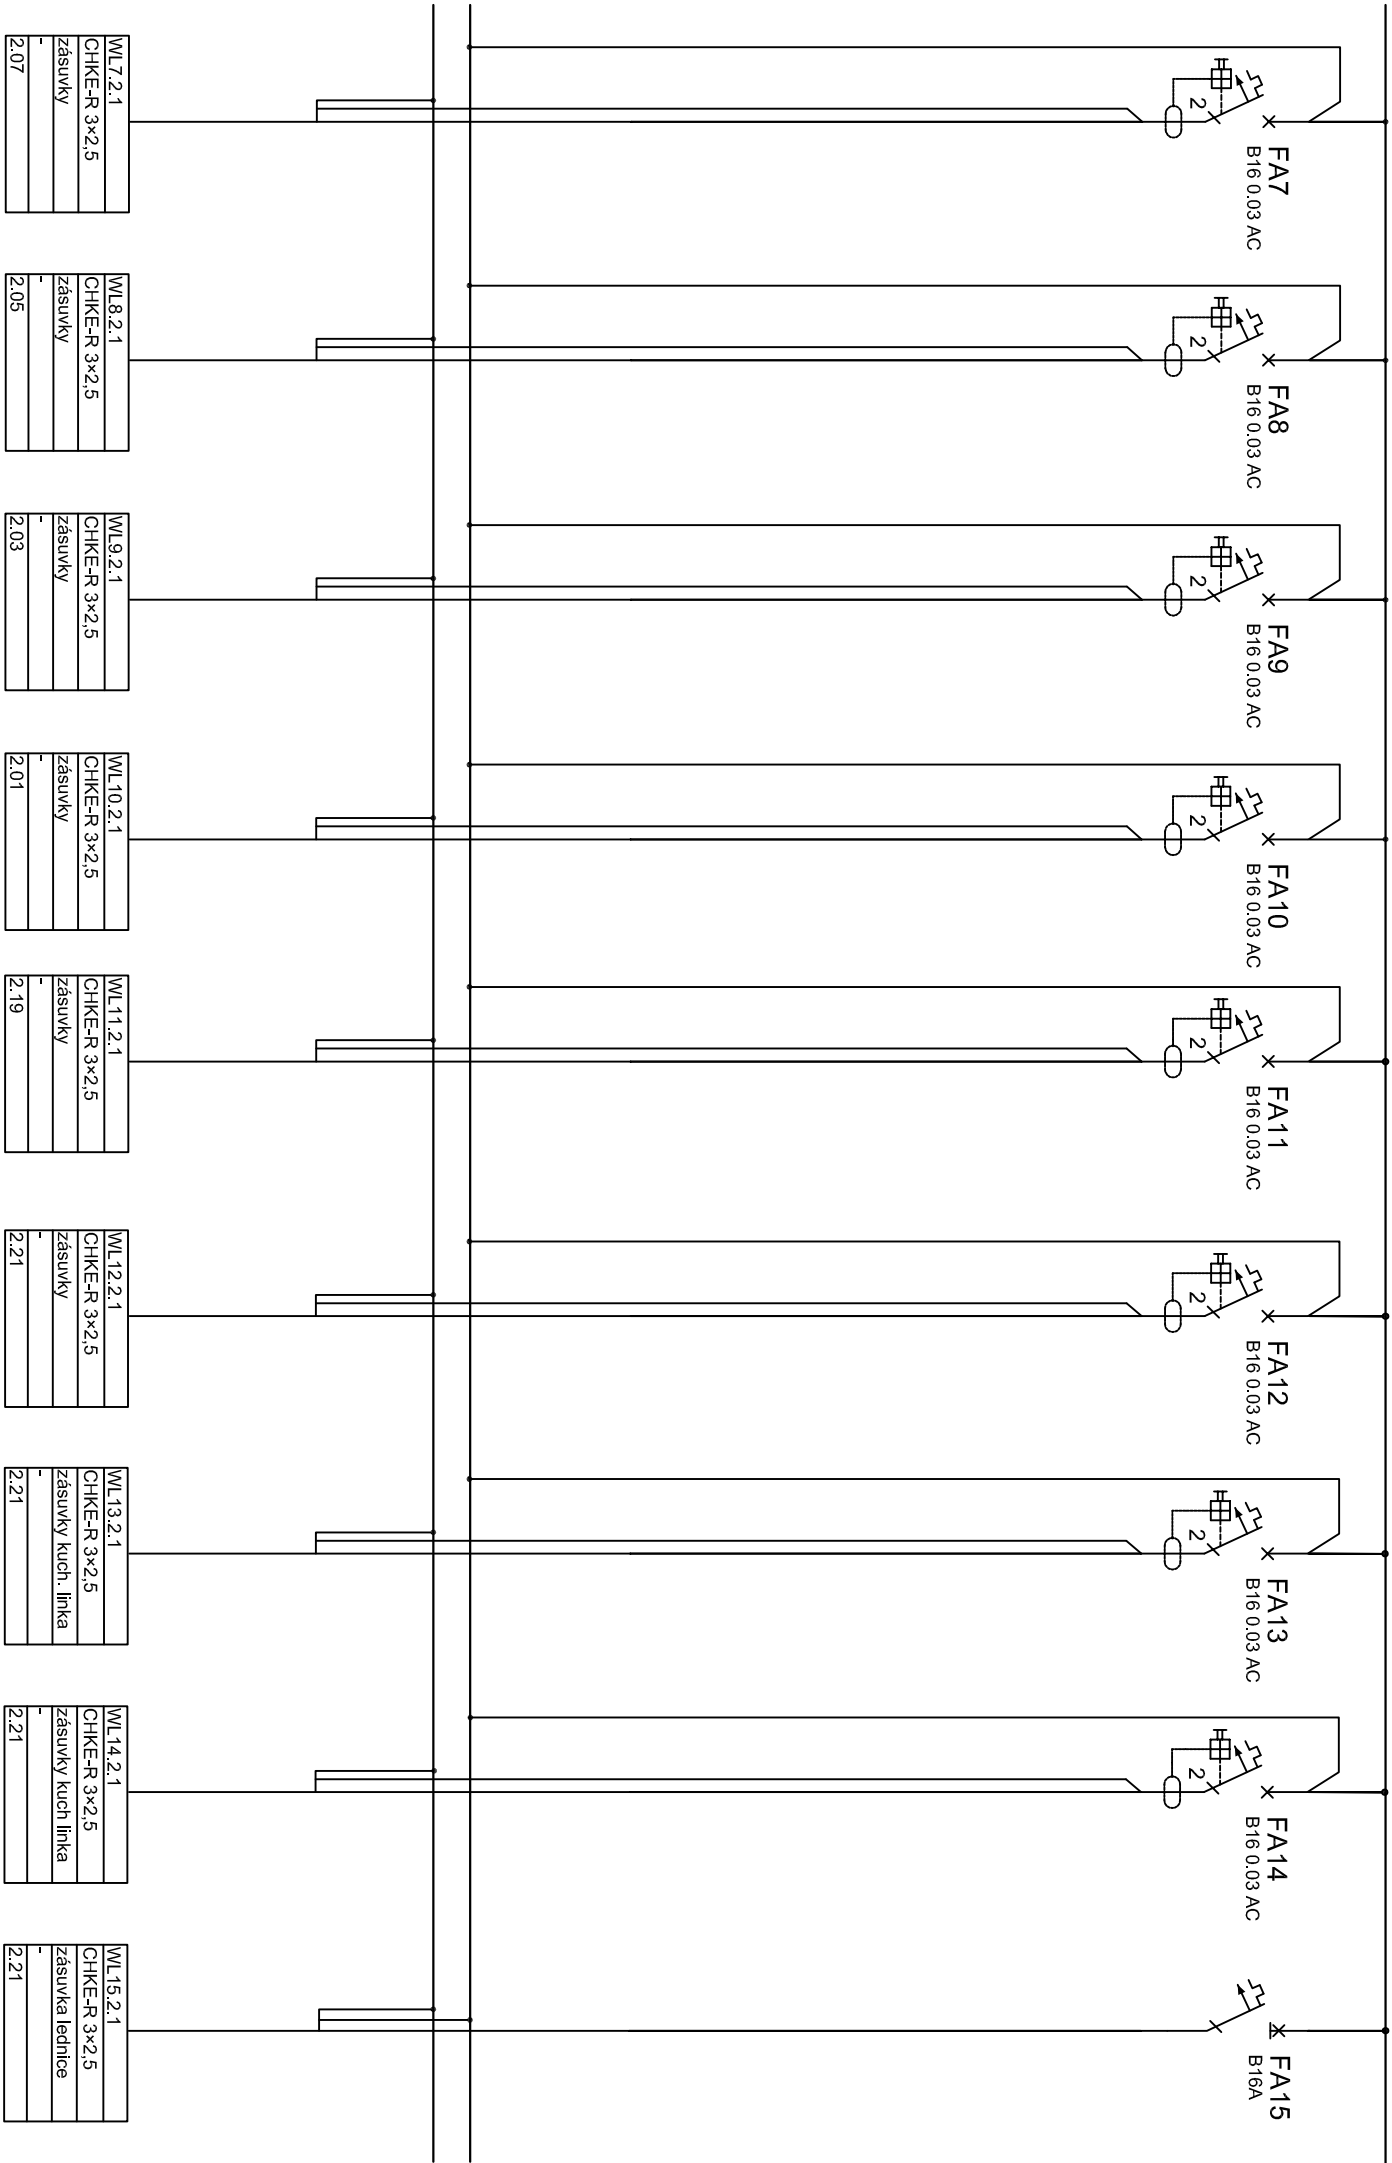 FA7
B16 0.03 AC
2
WL7.2.1
CHKE-R 3×2,5
zásuvky
-
2.07
FA8
B16 0.03 AC
2
WL8.2.1
CHKE-R 3×2,5
zásuvky
-
2.05
FA9
B16 0.03 AC
2
WL9.2.1
CHKE-R 3×2,5
zásuvky
-
2.03
FA10
B16 0.03 AC
2
WL10.2.1
CHKE-R 3×2,5
zásuvky
-
2.01
FA11
B16 0.03 AC
2
WL11.2.1
CHKE-R 3×2,5
zásuvky
-
2.19
FA12
B16 0.03 AC
2
WL12.2.1
CHKE-R 3×2,5
zásuvky
-
2.21
FA13
B16 0.03 AC
2
WL13.2.1
CHKE-R 3×2,5
zásuvky kuch. linka
-
2.21
FA14
B16 0.03 AC
2
WL14.2.1
CHKE-R 3×2,5
zásuvky kuch linka
-
2.21
FA15
B16A
WL15.2.1
CHKE-R 3×2,5
zásuvka lednice
-
2.21